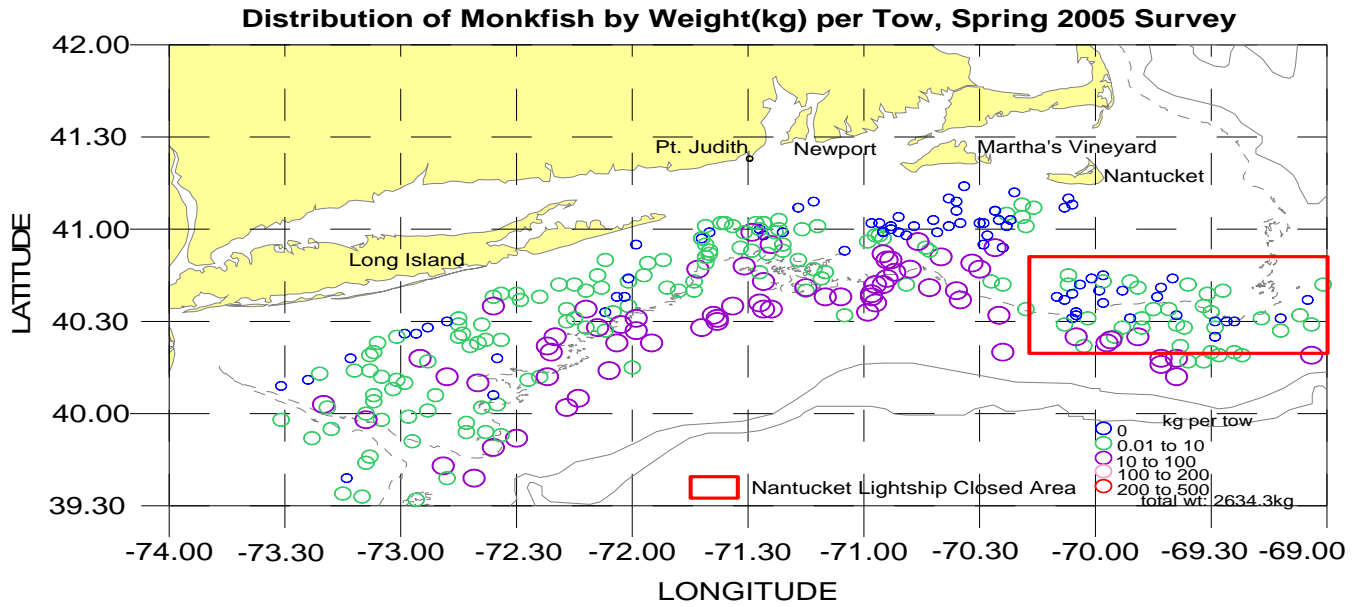 Distribution of Monkfish by Weight(kg) per Tow, Spring 2005 Survey
42.00
41.30
41.00
40.30
40.00
39.30
LATITUDE
Pt. Judith
Newport
Martha's Vineyard
Nantucket
Long Island
kg per tow
0
0.01 to 10
10 to 100
100 to 200
200 to 500
total wt: 2634.3kg
Nantucket Lightship Closed Area
-74.00 -73.30 -73.00 -72.30 -72.00 -71.30 -71.00 -70.30 -70.00 -69.30 -69.00
LONGITUDE